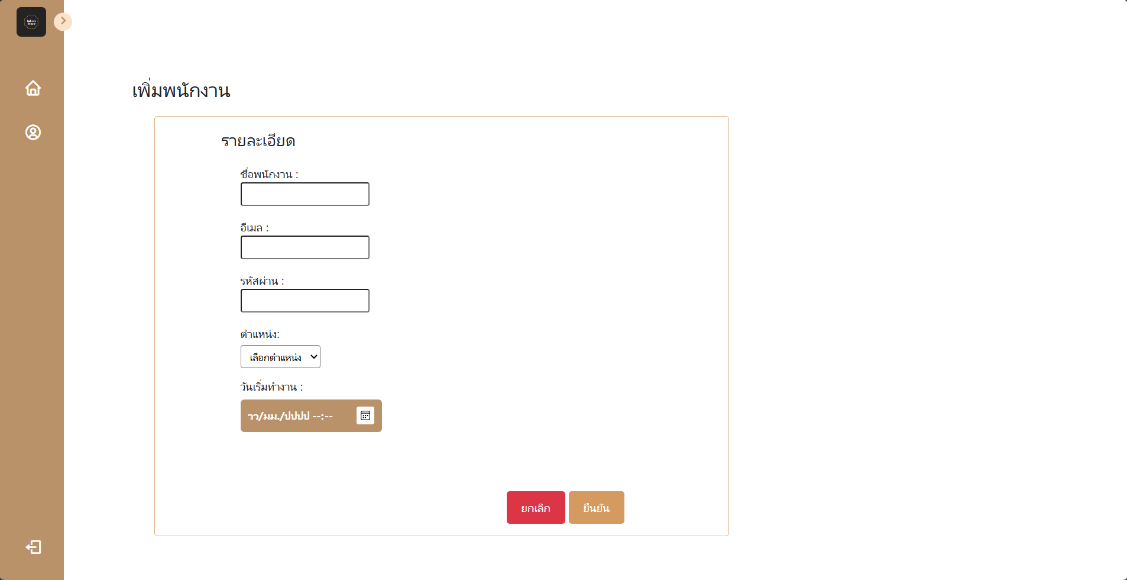 เพิ่มพนักงาน
รายละเอียด
ชื่อพนักงาน :
อีเมล :
รหัสผ่าน :
ตำแหน่ง:
เลือกตำแหน่ง
วันเริ่มทำงาน :
วว/มม./ปปปป --:--
ยกเลิก ยืนยัน